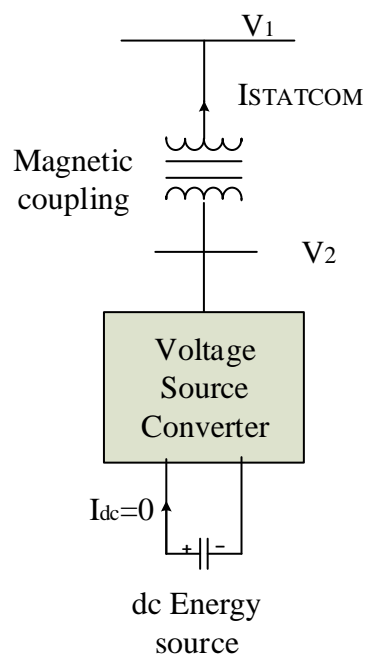 V1
ISTATCOM
Magnetic
coupling
V2
Voltage
Source
Converter
Idc=0
+ −
dc Energy
source